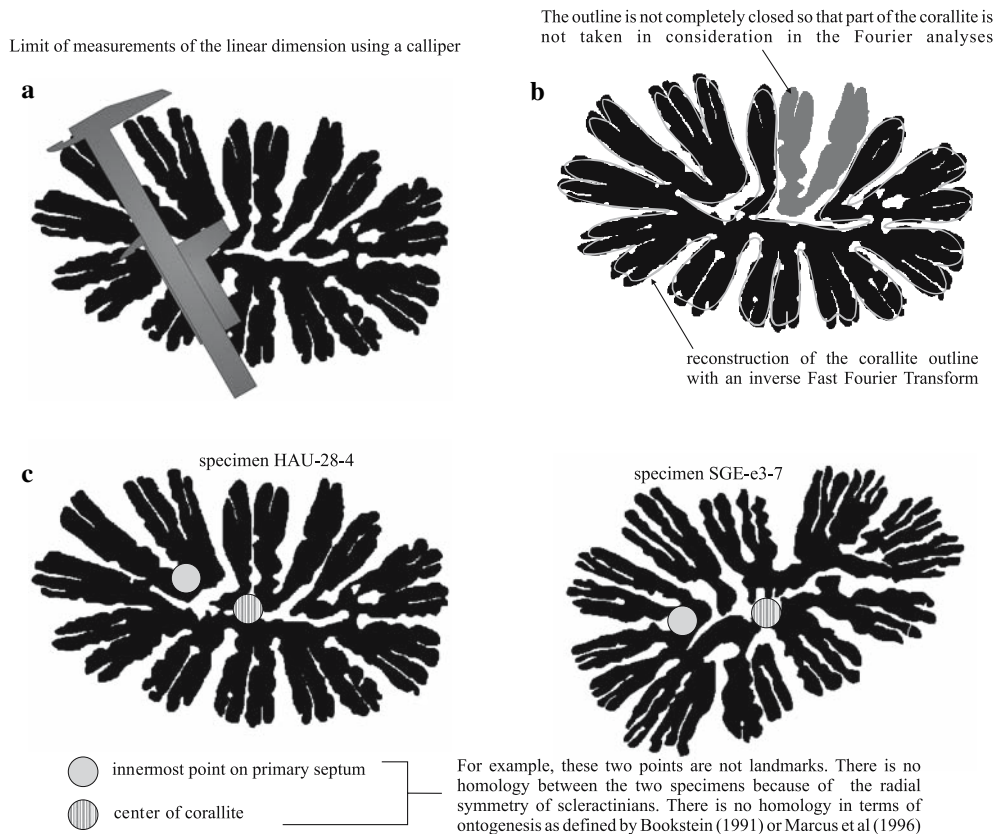 Limit of measurements of the linear dimension using a calliper
The outline is not completely closed so that part of the corallite is
not taken in consideration in the Fourier analyses
a
b
reconstruction of the corallite outline
with an inverse Fast Fourier Transform
c
specimen HAU-28-4
specimen SGE-e3-7
innermost point on primary septum
center of corallite
For example, these two points are not landmarks. There is no
homology between the two specimens because of the radial
symmetry of scleractinians. There is no homology in terms of
ontogenesis as defined by Bookstein (1991) or Marcus et al (1996)